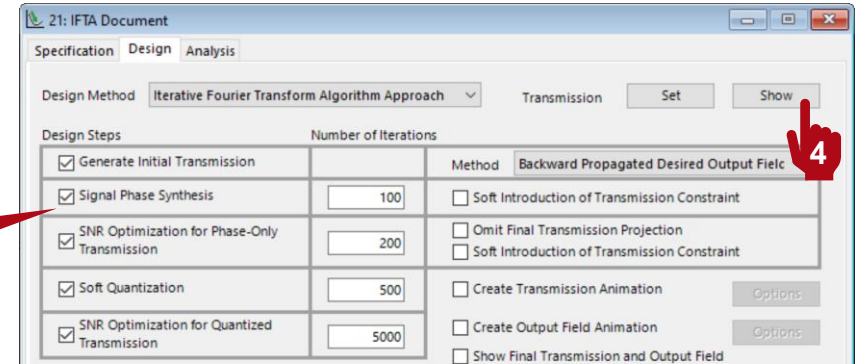 21: IFTA Document
Specification Design Analysis
Design Method Iterative Fourier Transform Algorithm Approach Transmission Set Show
4
Design Steps Number of Iterations
Generate Initial Transmission Method Backward Propagated Desired Output Field
Signal Phase Synthesis 100 Soft Introduction of Transmission Constraint
SNR Optimization for Phase-Only Transmission 200 Omit Final Transmission Projection
Soft Introduction of Transmission Constraint
Soft Quantization 500 Create Transmission Animation Options
SNR Optimization for Quantized Transmission 5000 Create Output Field Animation Options
Show Final Transmission and Output Field